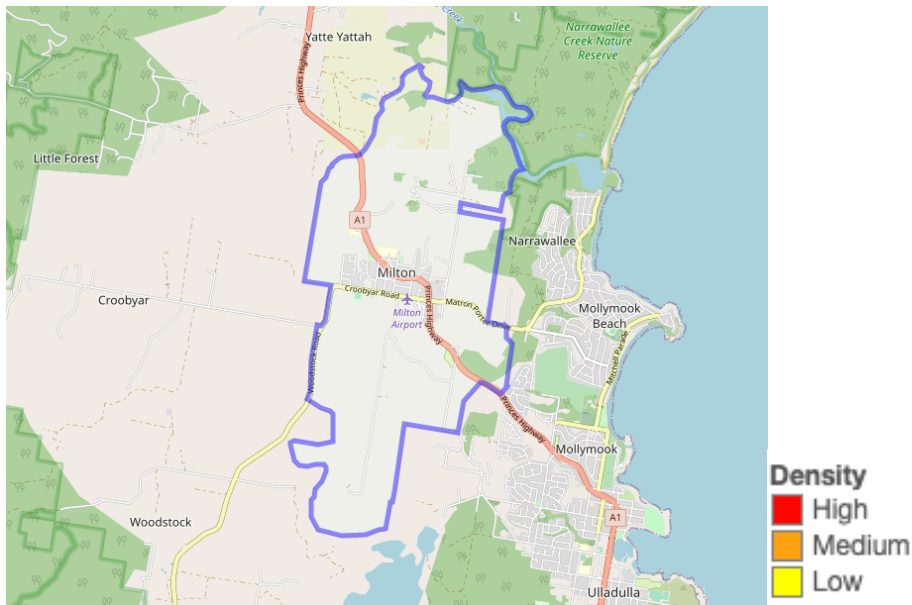 Yatte Yattah
Creek
Narrawallee
Creek Nature
Reserve
Princes Highway
Little Forest
A1
Narrawallee
Milton
Croobyar
Croobyar Road
Princes Highway
Matron Porter Drive
Milton
Airport
Mollymook
Beach
Woodstock Road
Mitchell Parade
Princes Highway
Mollymook
Woodstock
A1
Ulladulla
Density
High
Medium
Low